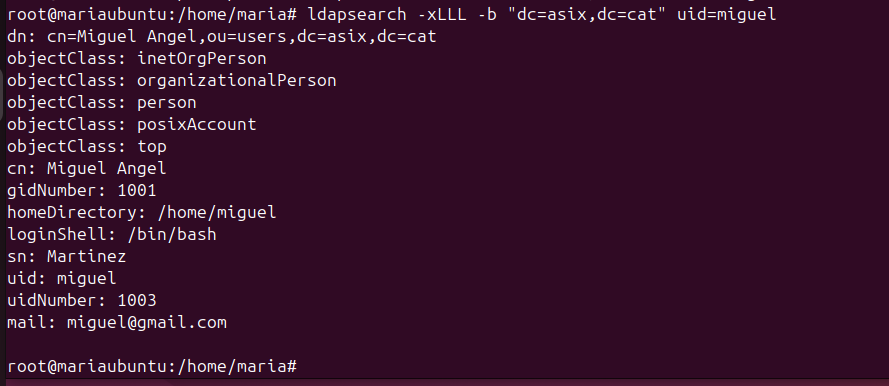 root@mariaubuntu:/home/maria# ldapsearch -xLLL -b "dc=asix,dc=cat" uid=miguel
dn: cn=Miguel Angel,ou=users,dc=asix,dc=cat
objectClass: inetOrgPerson
objectClass: organizationalPerson
objectClass: person
objectClass: posixAccount
objectClass: top
cn: Miguel Angel
gidNumber: 1001
homeDirectory: /home/miguel
loginShell: /bin/bash
sn: Martinez
uid: miguel
uidNumber: 1003
mail: miguel@gmail.com
root@mariaubuntu:/home/maria#